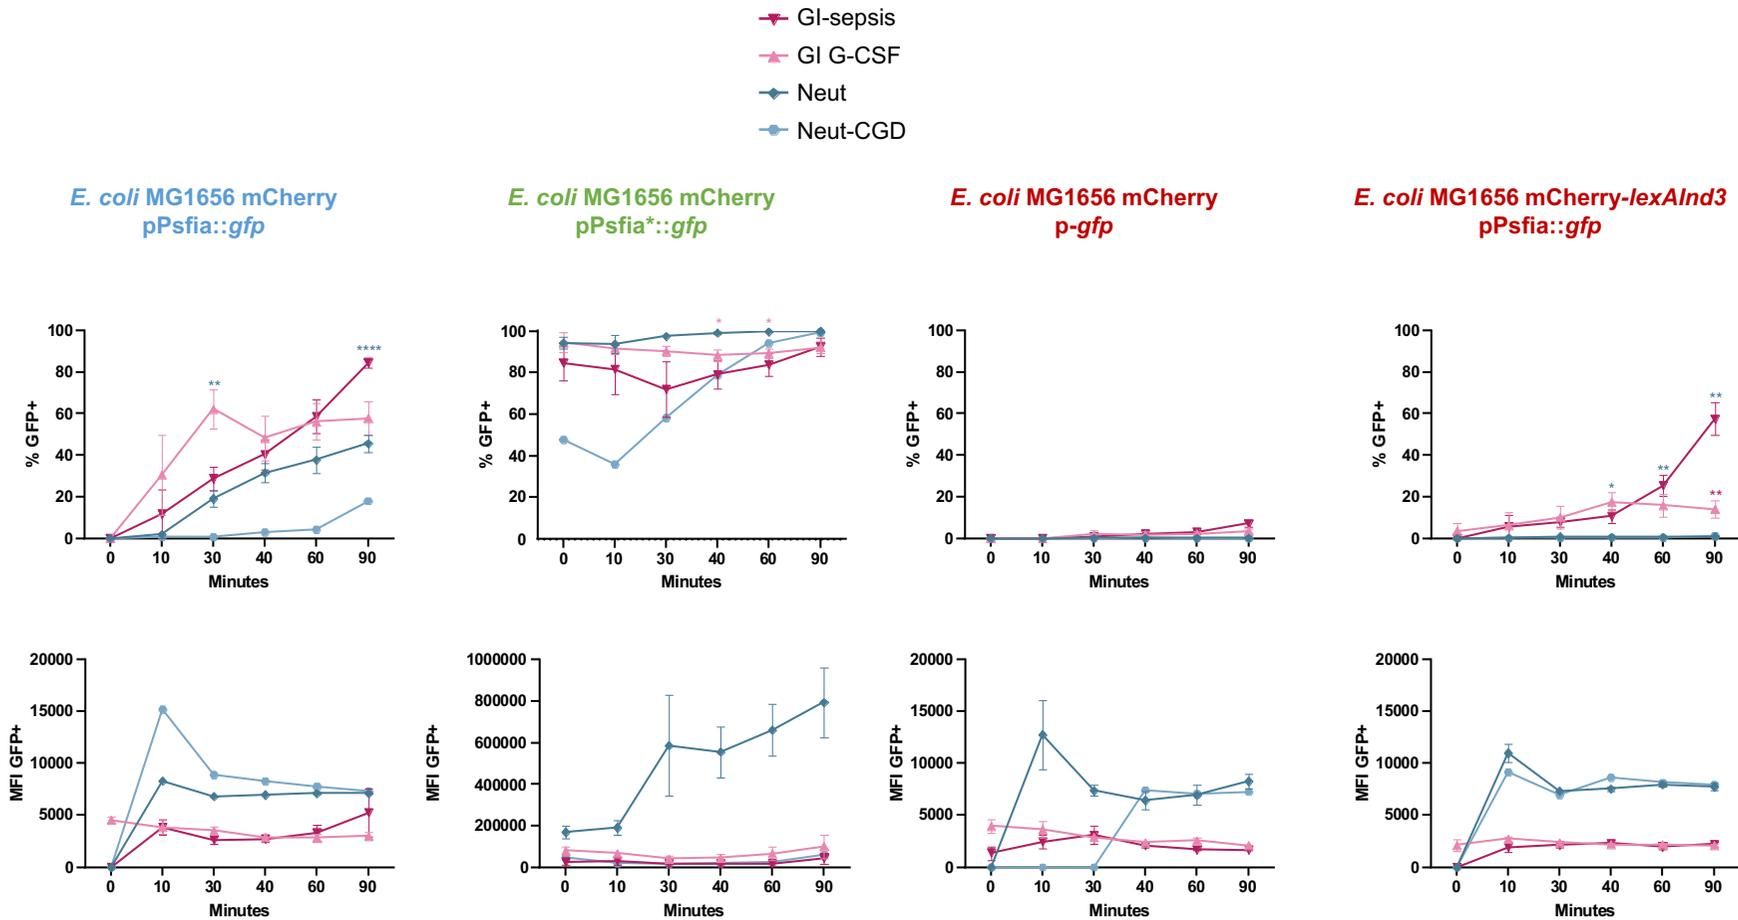 GI-sepsis
GI G-CSF
Neut
Neut-CGD
E. coli MG1656 mCherry
pPsfia::gfp
E. coli MG1656 mCherry
pPsfia*::gfp
E. coli MG1656 mCherry
p-gfp
E. coli MG1656 mCherry-lexAInd3
pPsfia::gfp
% GFP+
100
80
60
40
20
0
**
****
0 10 30 40 60 90
Minutes
% GFP+
100
80
60
40
20
0
* *
0 10 30 40 60 90
Minutes
% GFP+
100
80
60
40
20
0
0 10 30 40 60 90
Minutes
% GFP+
100
80
60
40
20
0
*
**
**
**
0 10 30 40 60 90
Minutes
MFI GFP+
20000
15000
10000
5000
0
0 10 30 40 60 90
Minutes
MFI GFP+
1000000
800000
600000
400000
200000
0
0 10 30 40 60 90
Minutes
MFI GFP+
20000
15000
10000
5000
0
0 10 30 40 60 90
Minutes
MFI GFP+
20000
15000
10000
5000
0
0 10 30 40 60 90
Minutes